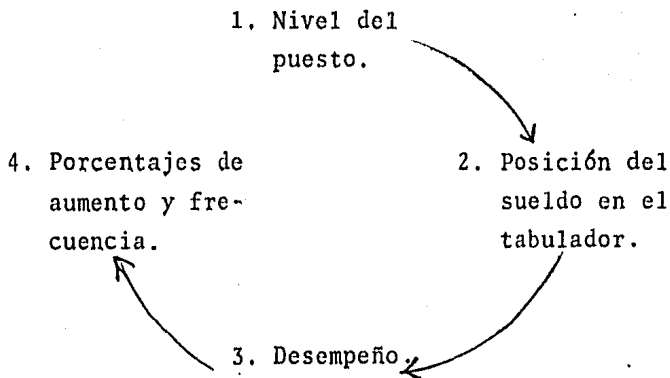 1. Nivel del
puesto.
2. Posición del
sueldo en el
tabulador.
3. Desempeño.
4. Porcentajes de
aumento y fre-
cuencia.